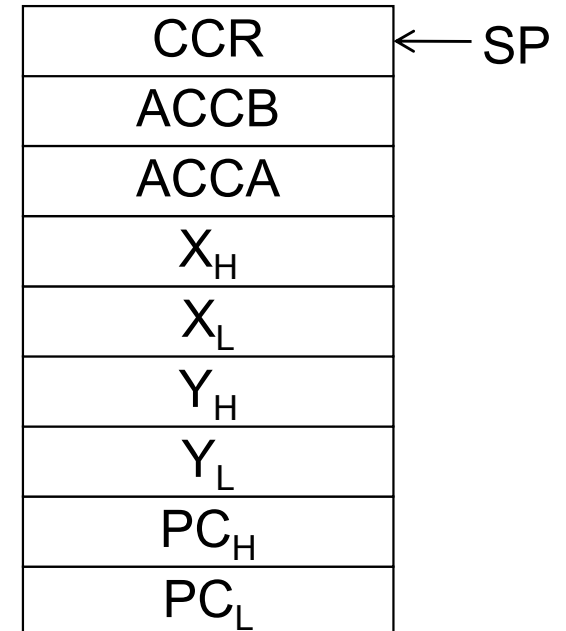 CCR
SP
ACCB
ACCA
X_H
X_L
Y_H
Y_L
PC_H
PC_L